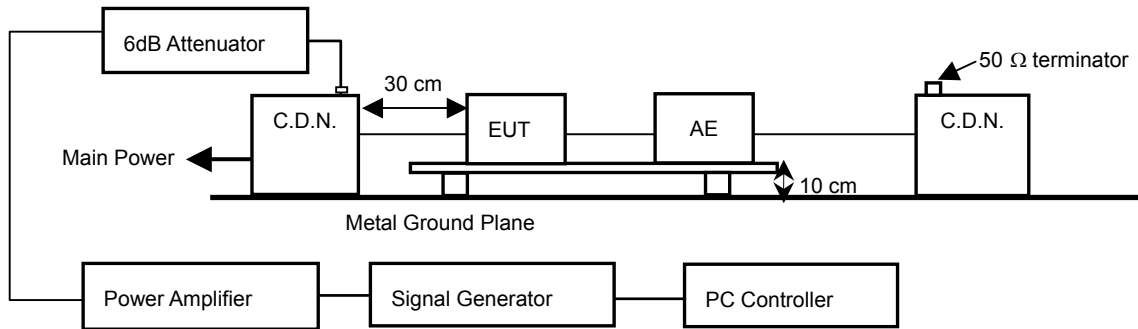 6dB Attenuator
50 Ω terminator
30 cm
C.D.N.
EUT
AE
C.D.N.
Main Power
10 cm
Metal Ground Plane
Power Amplifier
Signal Generator
PC Controller